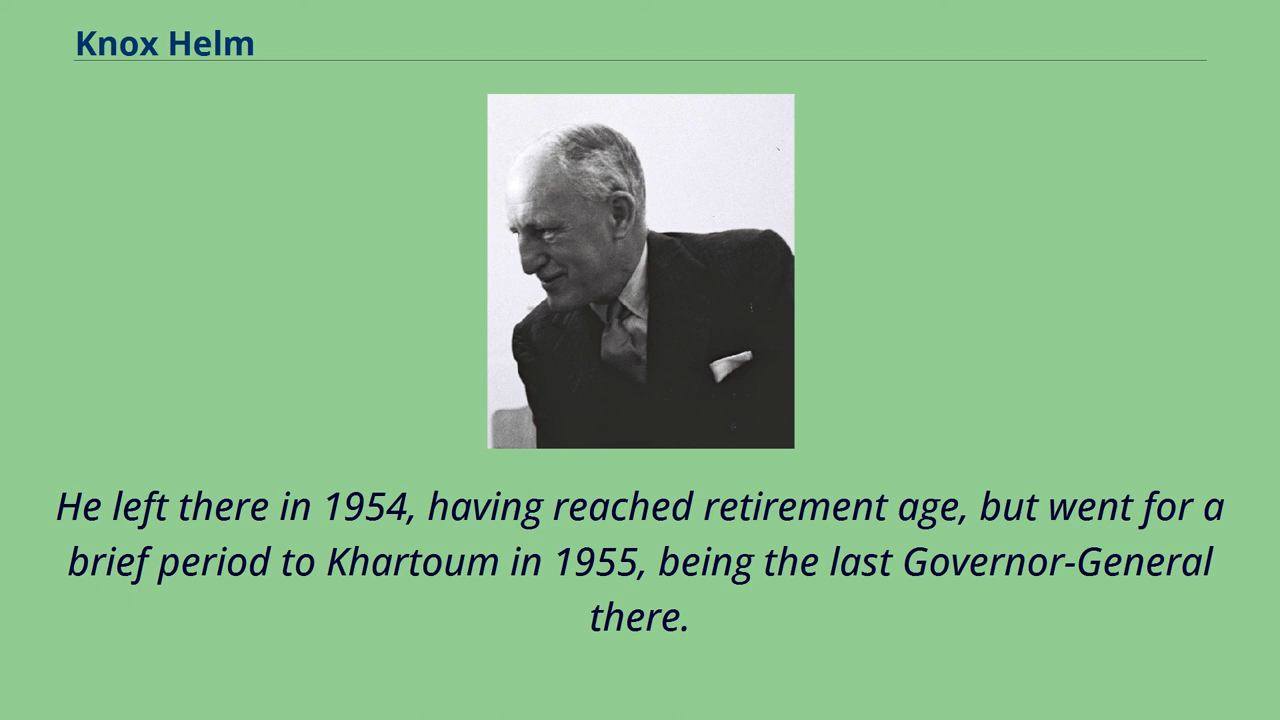 Knox Helm
He left there in 1954, having reached retirement age, but went for a
brief period to Khartoum in 1955, being the last Governor-General
there.